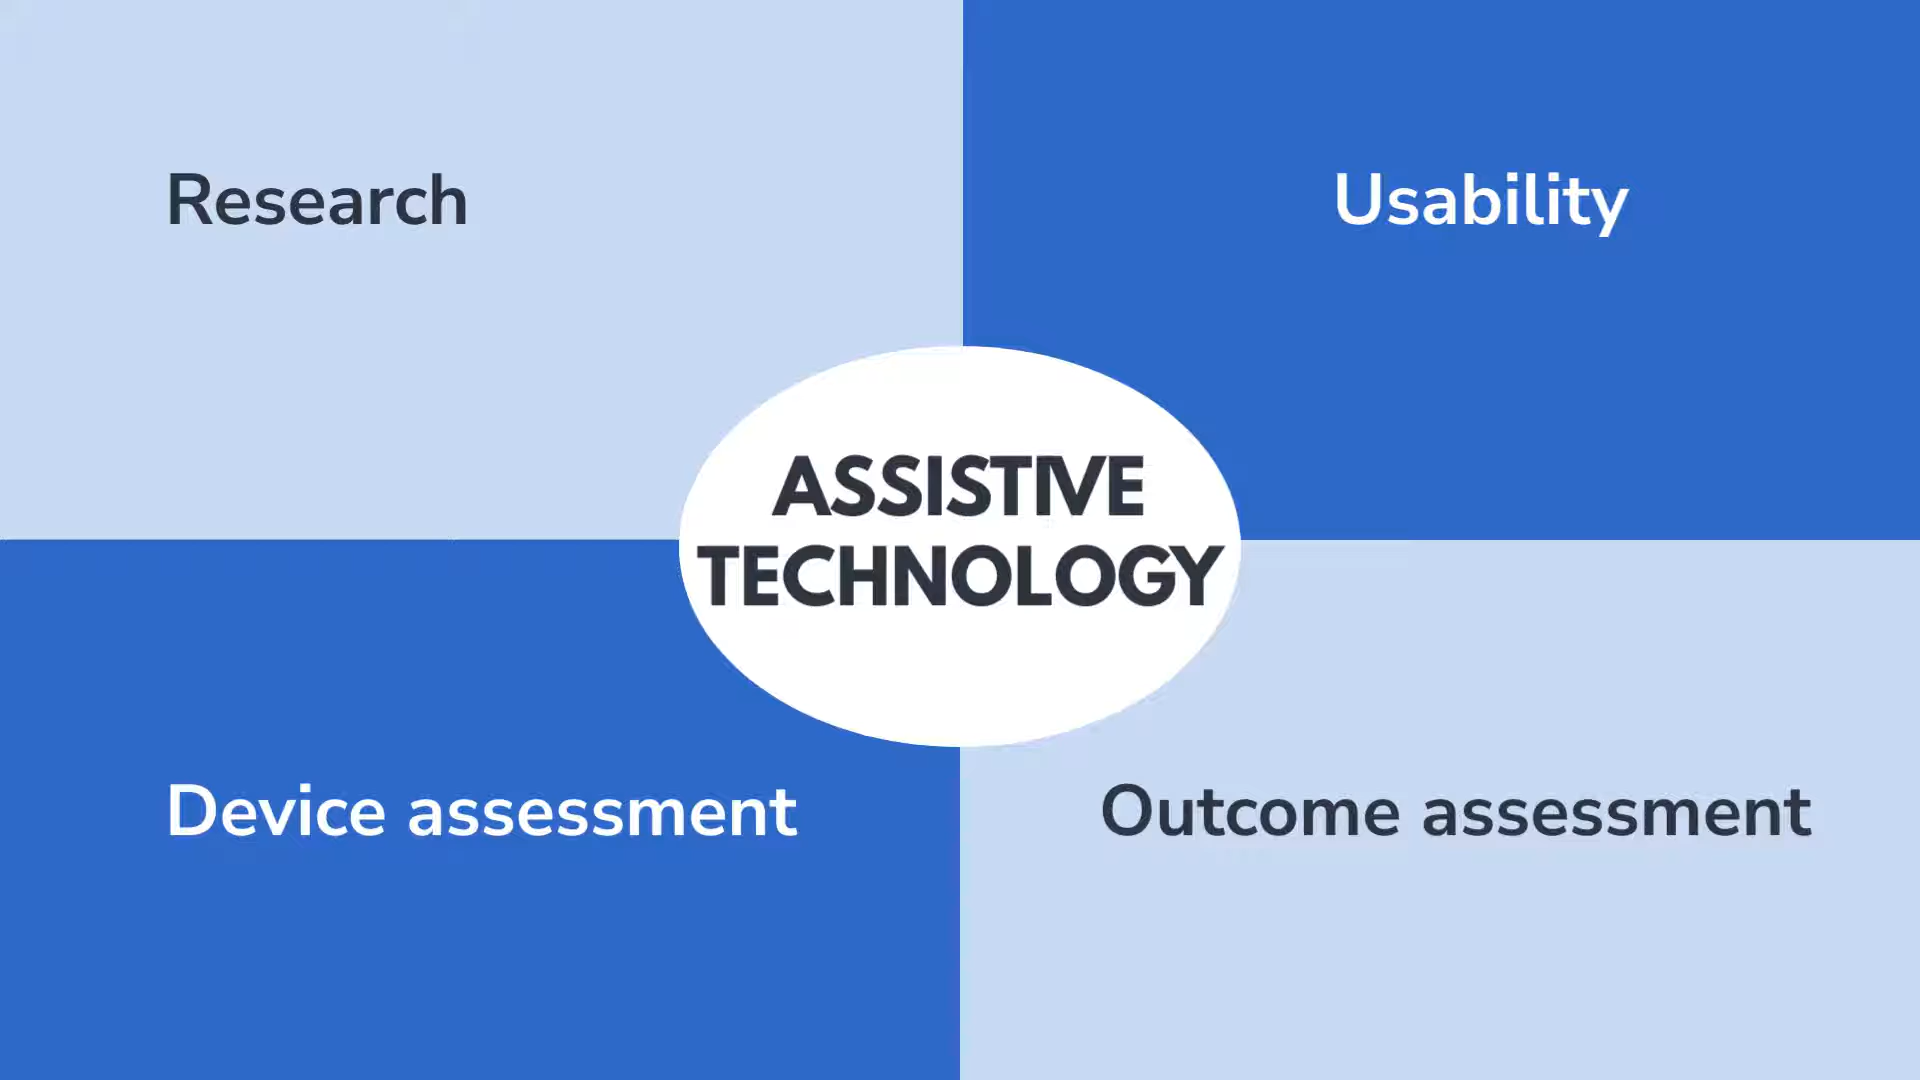 Research
Usability
ASSISTIVE
TECHNOLOGY
Device assessment
Outcome assessment